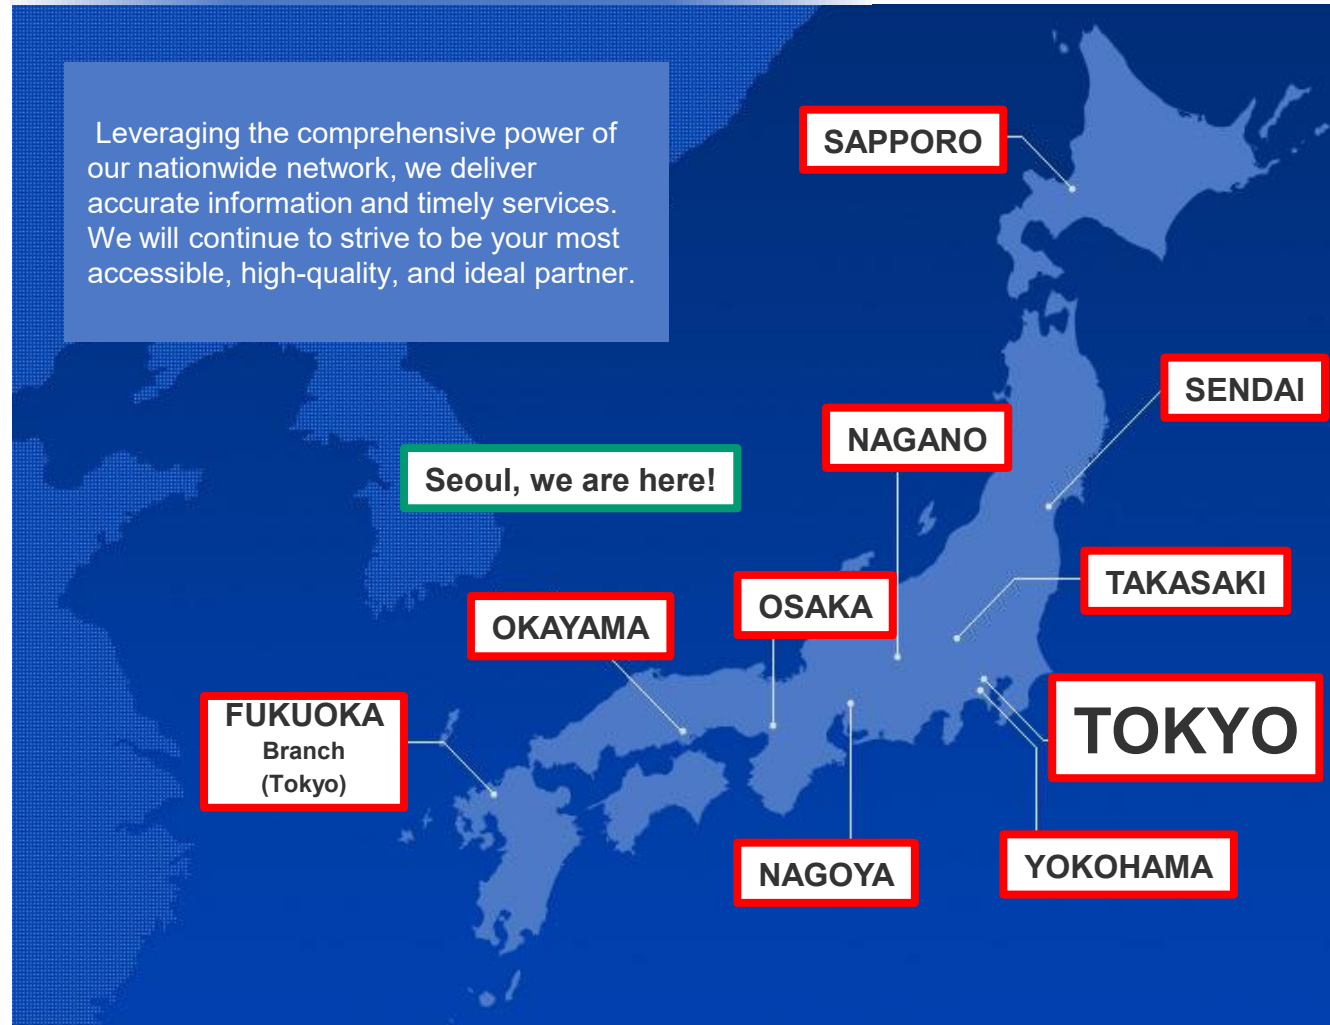 Leveraging the comprehensive power of
our nationwide network, we deliver
accurate information and timely services.
We will continue to strive to be your most
accessible, high-quality, and ideal partner.
SAPPORO
SENDAI
NAGANO
Seoul, we are here!
TAKASAKI
OSAKA
OKAYAMA
FUKUOKA
Branch
(Tokyo)
TOKYO
NAGOYA
YOKOHAMA